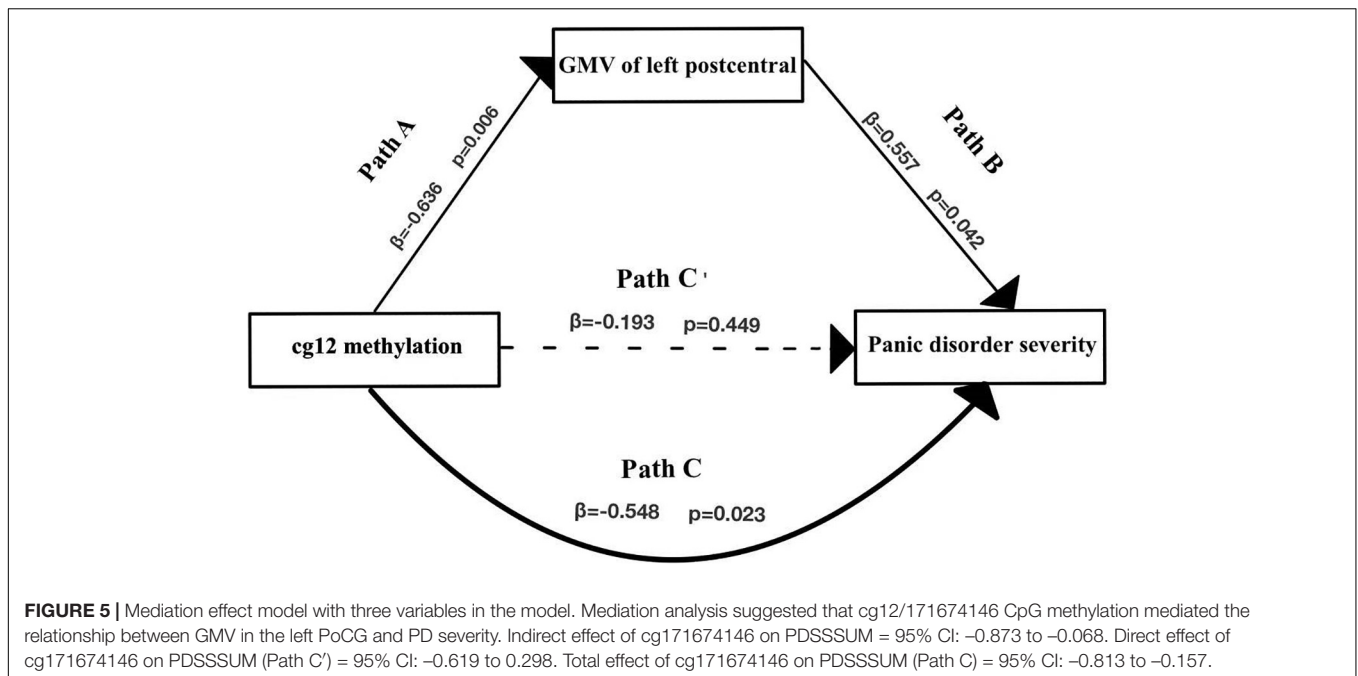 GMV of left postcentral
Path A
β=-0.636 p=0.006
Path B
β=0.557 p=0.042
Path C '
β=-0.193 p=0.449
cg12 methylation
Panic disorder severity
Path C
β=-0.548 p=0.023
FIGURE 5 | Mediation effect model with three variables in the model. Mediation analysis suggested that cg12/171674146 CpG methylation mediated the
relationship between GMV in the left PoCG and PD severity. Indirect effect of cg171674146 on PDSSSUM = 95% CI: –0.873 to –0.068. Direct effect of
cg171674146 on PDSSSUM (Path C′) = 95% CI: –0.619 to 0.298. Total effect of cg171674146 on PDSSSUM (Path C) = 95% CI: –0.813 to –0.157.